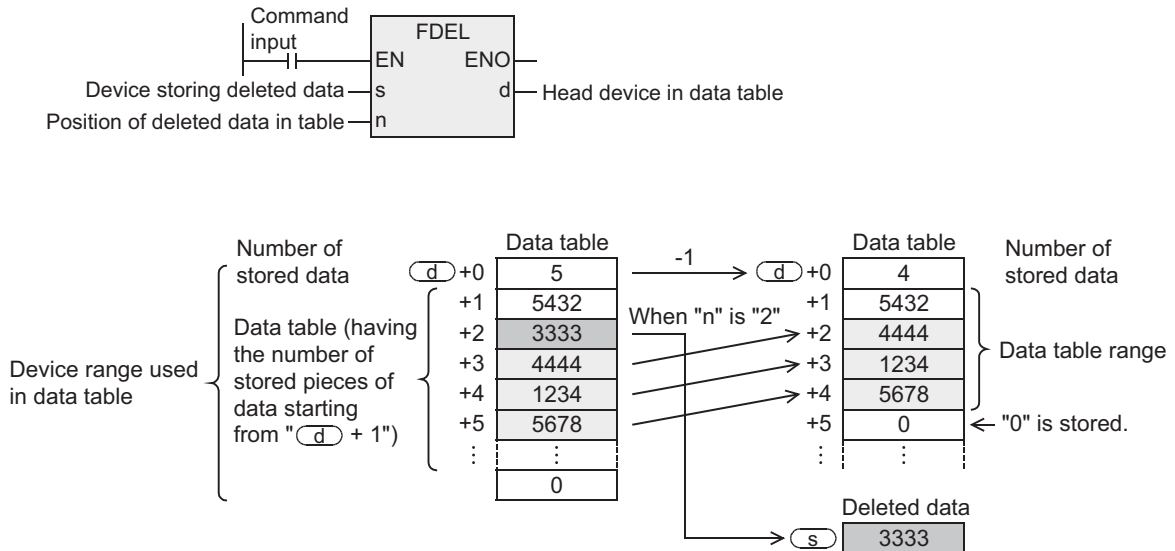 Command
input
FDEL
EN ENO
Device storing deleted data s d Head device in data table
Position of deleted data in table n
Data table Data table
Number of
stored data
Number of
stored data
d +0 5 -1 d +0 4
+1 5432 +1 5432
When "n" is "2"
+2 3333 +2 4444
+3 4444 +3 1234
+4 1234 +4 5678
+5 5678 +5 0 "0" is stored.
⋮ ⋮ ⋮ ⋮
0
Device range used
in data table
Data table (having
the number of
stored pieces of
data starting
from " d + 1")
Data table range
Deleted data
s 3333